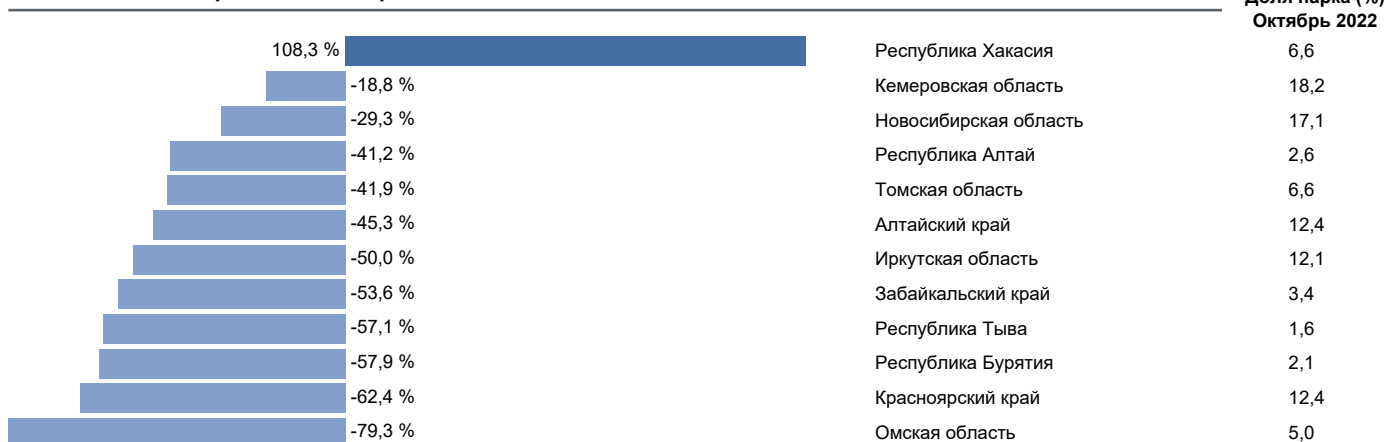 Доля парка (%)
Октябрь 2022
108,3 % Республика Хакасия 6,6
-18,8 % Кемеровская область 18,2
-29,3 % Новосибирская область 17,1
-41,2 % Республика Алтай 2,6
-41,9 % Томская область 6,6
-45,3 % Алтайский край 12,4
-50,0 % Иркутская область 12,1
-53,6 % Забайкальский край 3,4
-57,1 % Республика Тыва 1,6
-57,9 % Республика Бурятия 2,1
-62,4 % Красноярский край 12,4
-79,3 % Омская область 5,0